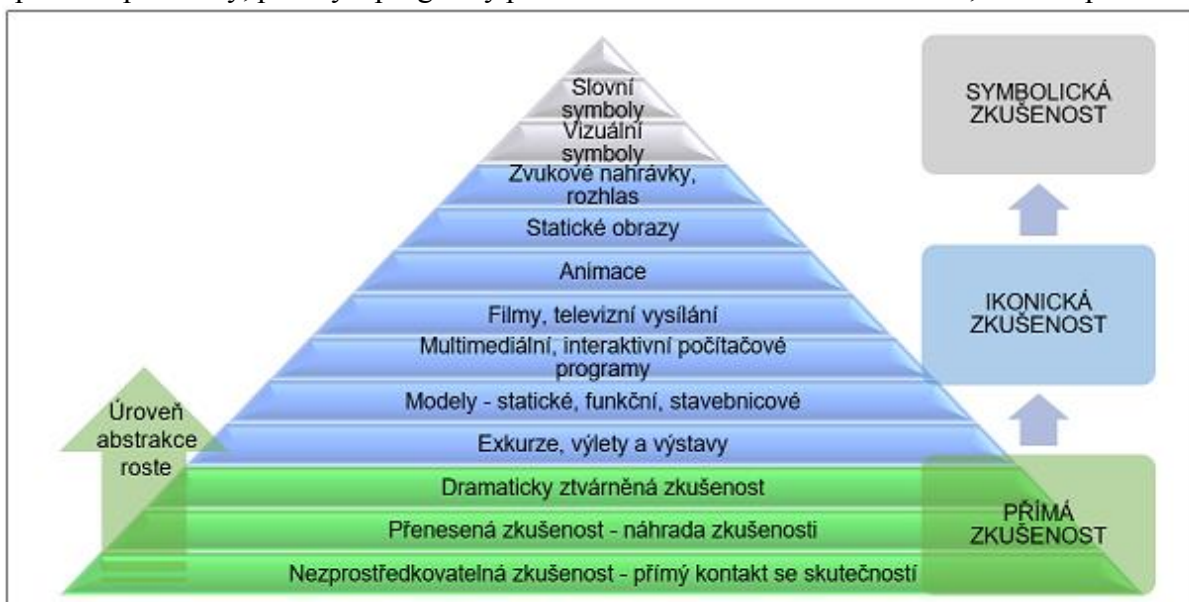 Slovní
symboly
Vizuální
symboly
Zvukové nahrávky,
rozhlas
Statické obrazy
Animace
Filmy, televizní vysílání
Multimediální, interaktivní počítačové
programy
Modely - statické, funkční, stavebnicové
Exkurze, výlety a výstavy
Dramaticky ztvárněná zkušenost
Přenesená zkušenost - náhrada zkušenosti
Nezprostředkovatelná zkušenost - přímý kontakt se skutečností
Úroveň
abstrakce
roste
SYMBOLICKÁ
ZKUŠENOST
IKONICKÁ
ZKUŠENOST
PŘÍMÁ
ZKUŠENOST